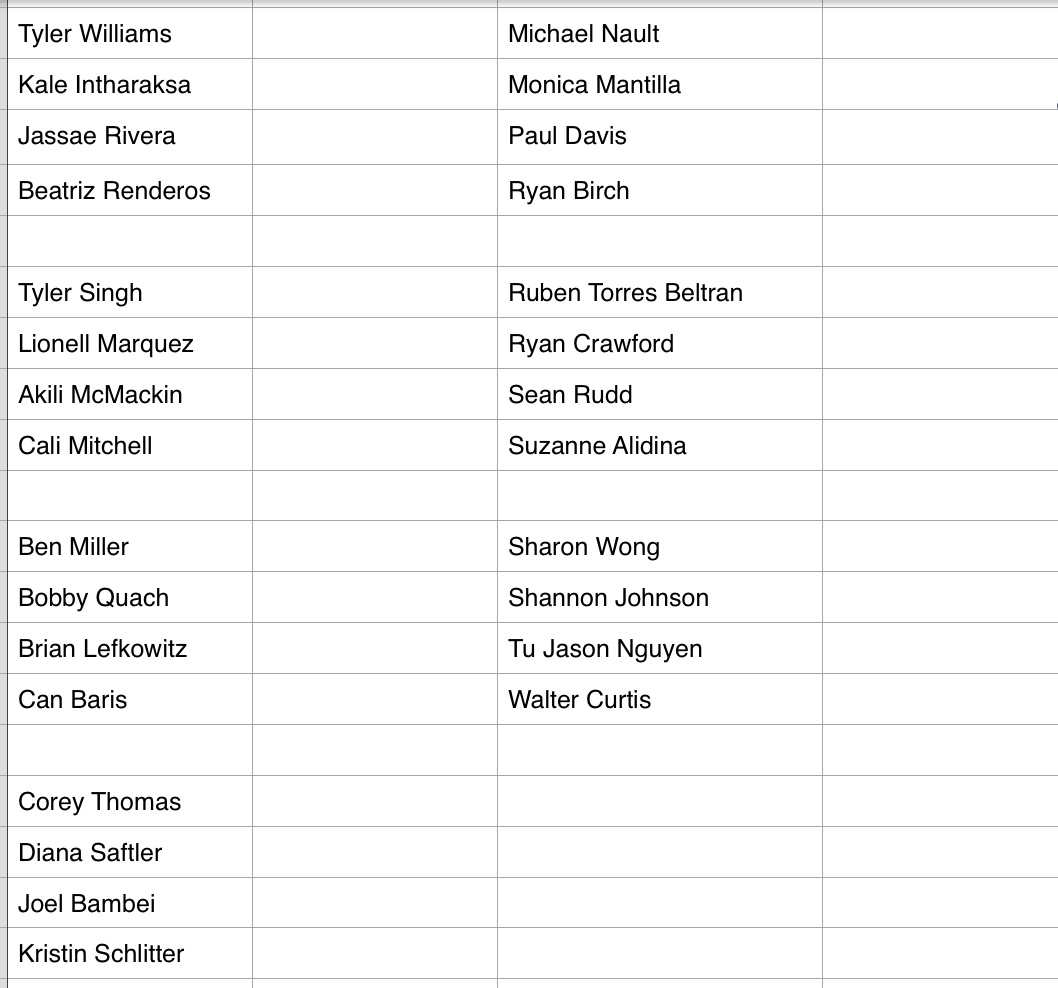 Tyler Williams Michael Nault
Kale Intharaksa Monica Mantilla
Jassae Rivera Paul Davis
Beatriz Renderos Ryan Birch
Tyler Singh Ruben Torres Beltran
Lionell Marquez Ryan Crawford
Akili McMackin Sean Rudd
Cali Mitchell Suzanne Alidina
Ben Miller Sharon Wong
Bobby Quach Shannon Johnson
Brian Lefkowitz Tu Jason Nguyen
Can Baris Walter Curtis
Corey Thomas
Diana Saftler
Joel Bambei
Kristin Schlitter